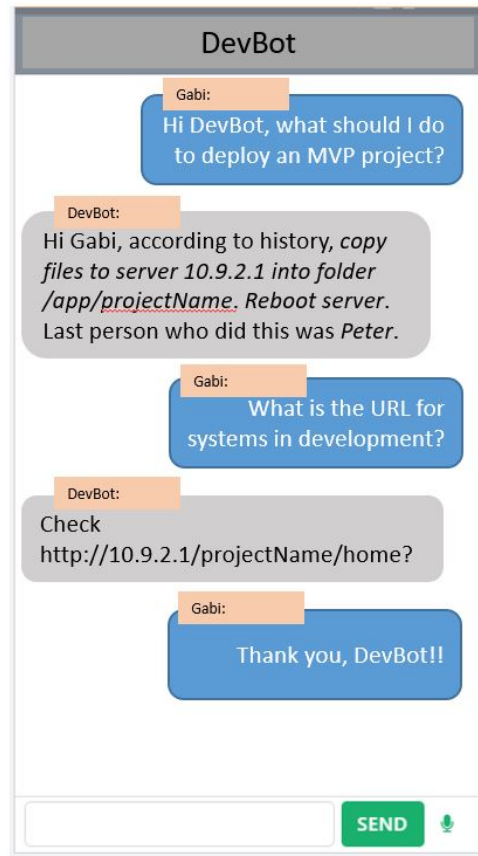 DevBot
Gabi:
Hi DevBot, what should I do
to deploy an MVP project?
DevBot:
Hi Gabi, according to history, copy
files to server 10.9.2.1 into folder
/app/projectName. Reboot server.
Last person who did this was Peter.
Gabi:
What is the URL for
systems in development?
DevBot:
Check
http://10.9.2.1/projectName/home?
Gabi:
Thank you, DevBot!!
SEND